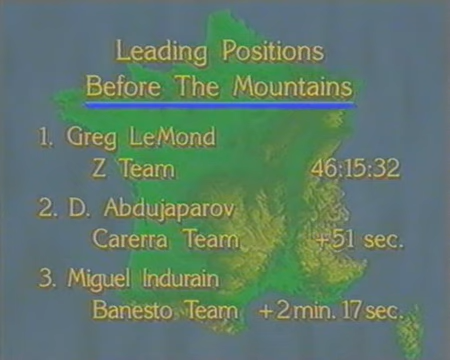 Leading Positions
Before The Mountains
1. Greg LeMond
Z Team 46:15:32
2. D. Abdujaparov
Carerra Team +51 sec.
3. Miguel Indurain
Banesto Team +2 min. 17 sec.